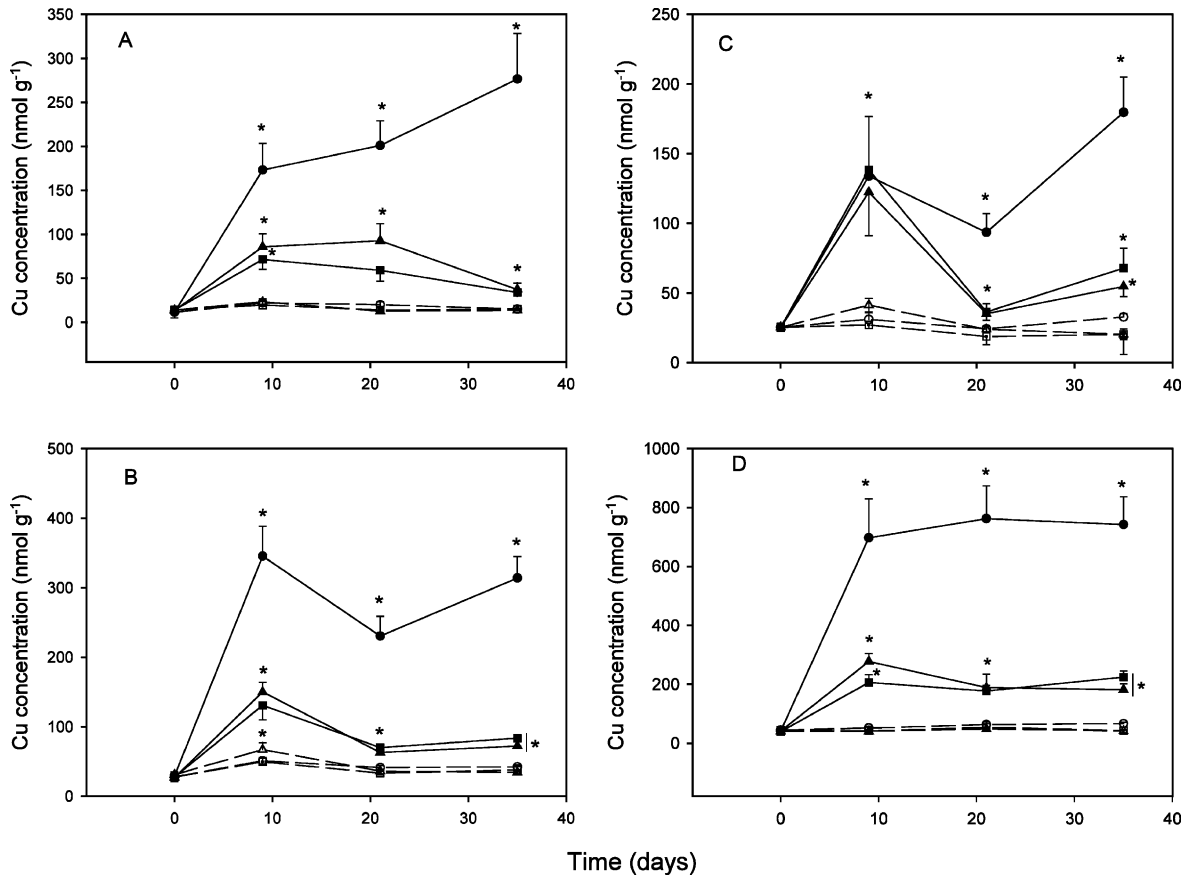 A
Cu concentration (nmol g⁻¹)
350
300
250
200
150
100
50
0
0 10 20 30 40
* * * * * * *
C
Cu concentration (nmol g⁻¹)
250
200
150
100
50
0
0 10 20 30 40
* * * * * *
B
Cu concentration (nmol g⁻¹)
500
400
300
200
100
0
0 10 20 30 40
* * * * * * *
D
Cu concentration (nmol g⁻¹)
1000
800
600
400
200
0
0 10 20 30 40
* * * * * * *
Time (days)